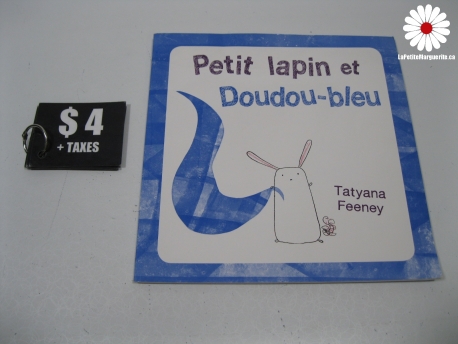 LaPetiteMarguerite.ca
Petit lapin et
Doudou-bleu
$4
+ TAXES
Tatyana
Feeney